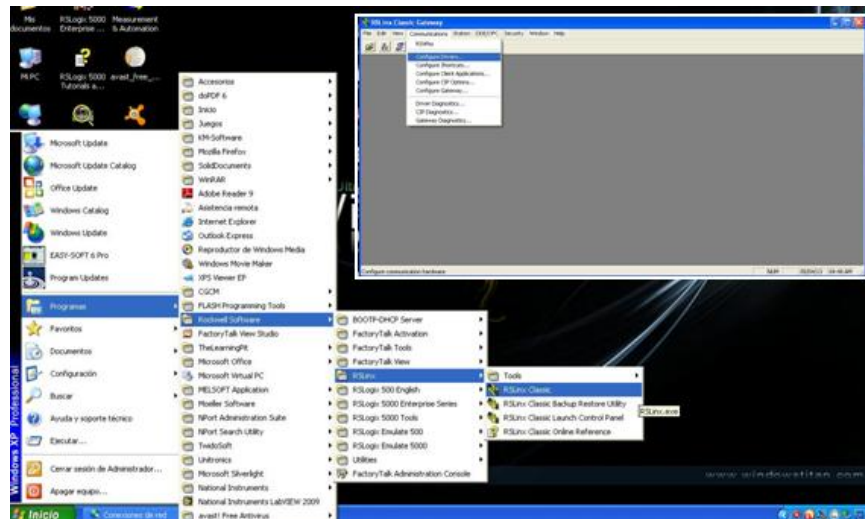 Mis documentos
RSLogix 5000 Enterprise ...
Measurement & Automation
Mi PC
RSLogix 5000 Tutorials a...
avast_free_...
RSLinx Classic Gateway
File Edit View Communications Station DDE/OPC Security Window Help
RSWho
Configure Drivers...
Configure Shortcuts...
Configure Client Applications...
Configure CIP Options...
Configure Gateway...
Driver Diagnostics...
CIP Diagnostics...
Gateway Diagnostics...
Configure communication hardware
NUM
Microsoft Update
Microsoft Update Catalog
Office Update
Windows Catalog
Windows Update
EASY-SOFT 6 Pro
Program Updates
Programas
Favoritos
Documentos
Configuración
Buscar
Ayuda y soporte técnico
Ejecutar...
Cerrar sesión de Administrador...
Apagar equipo...
Windows XP Professional
Accesorios
doPDF 6
Inicio
Juegos
KM-Software
Mozilla Firefox
SolidDocuments
WinRAR
Adobe Reader 9
Asistencia remota
Internet Explorer
Outlook Express
Reproductor de Windows Media
Windows Movie Maker
XPS Viewer EP
CGCM
FLASH Programming Tools
Rockwell Software
FactoryTalk View Studio
TheLearningPit
Microsoft Office
Microsoft Virtual PC
MELSOFT Application
Moeller Software
NPort Administration Suite
NPort Search Utility
TwidoSoft
Unitronics
Microsoft Silverlight
National Instruments
National Instruments LabVIEW 2009
avast! Free Antivirus
BOOTP-DHCP Server
FactoryTalk Activation
FactoryTalk Tools
FactoryTalk View
RSLinx
RSLogix 500 English
RSLogix 5000 Enterprise Series
RSLogix 5000 Tools
RSLogix Emulate 500
RSLogix Emulate 5000
Utilities
FactoryTalk Administration Console
Tools
RSLinx Classic
RSLinx Classic Backup Restore Utility
RSLinx Classic Launch Control Panel
RSLinx Classic Online Reference
RSLinx.exe
www.windowstitan.com
Inicio
Conexiones de red